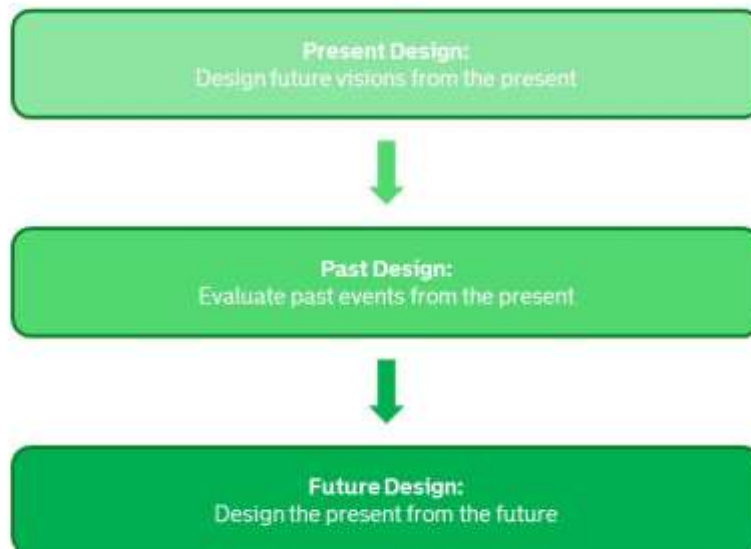 Present Design:
Design future visions from the present
Past Design:
Evaluate past events from the present
Future Design:
Design the present from the future